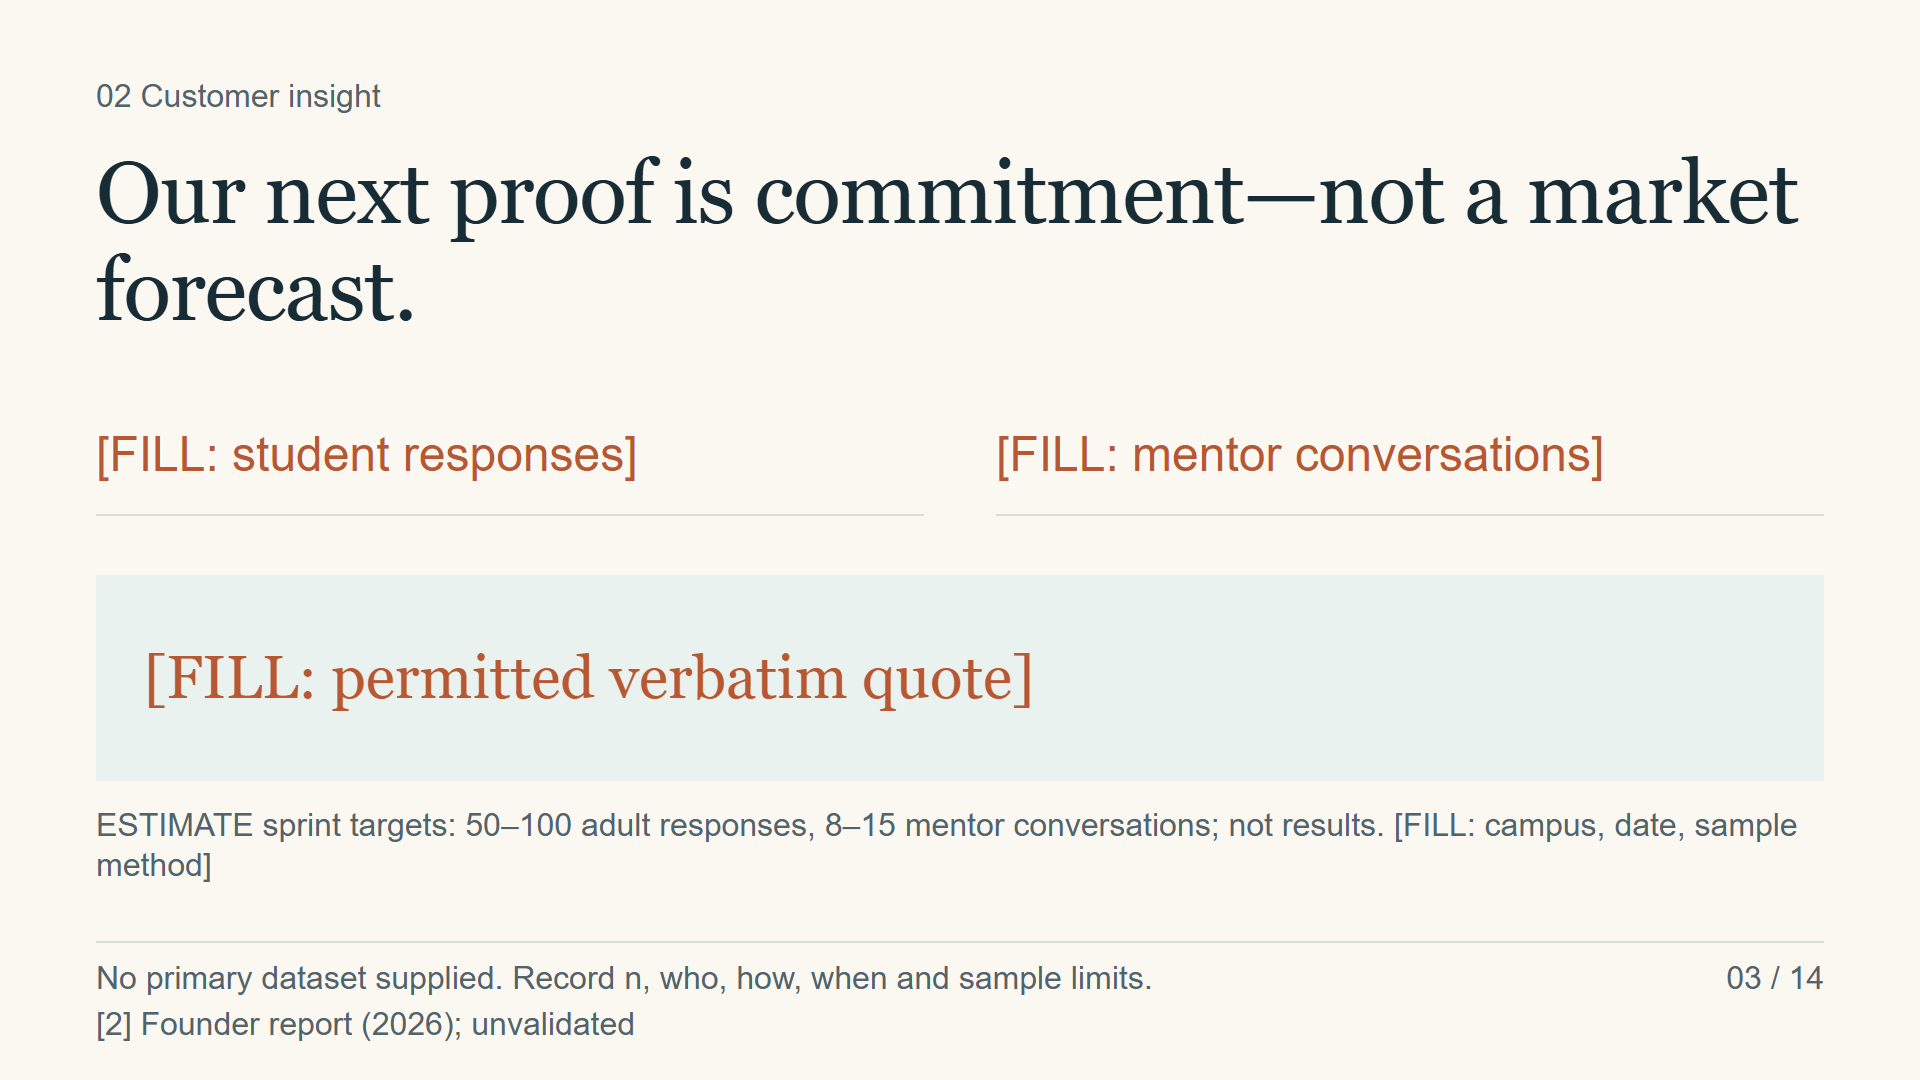 02 Customer insight
Our next proof is commitment—not a market
forecast.
[FILL: student responses]
[FILL: mentor conversations]
[FILL: permitted verbatim quote]
ESTIMATE sprint targets: 50–100 adult responses, 8–15 mentor conversations; not results. [FILL: campus, date, sample
method]
No primary dataset supplied. Record n, who, how, when and sample limits.
03 / 14
[2] Founder report (2026); unvalidated